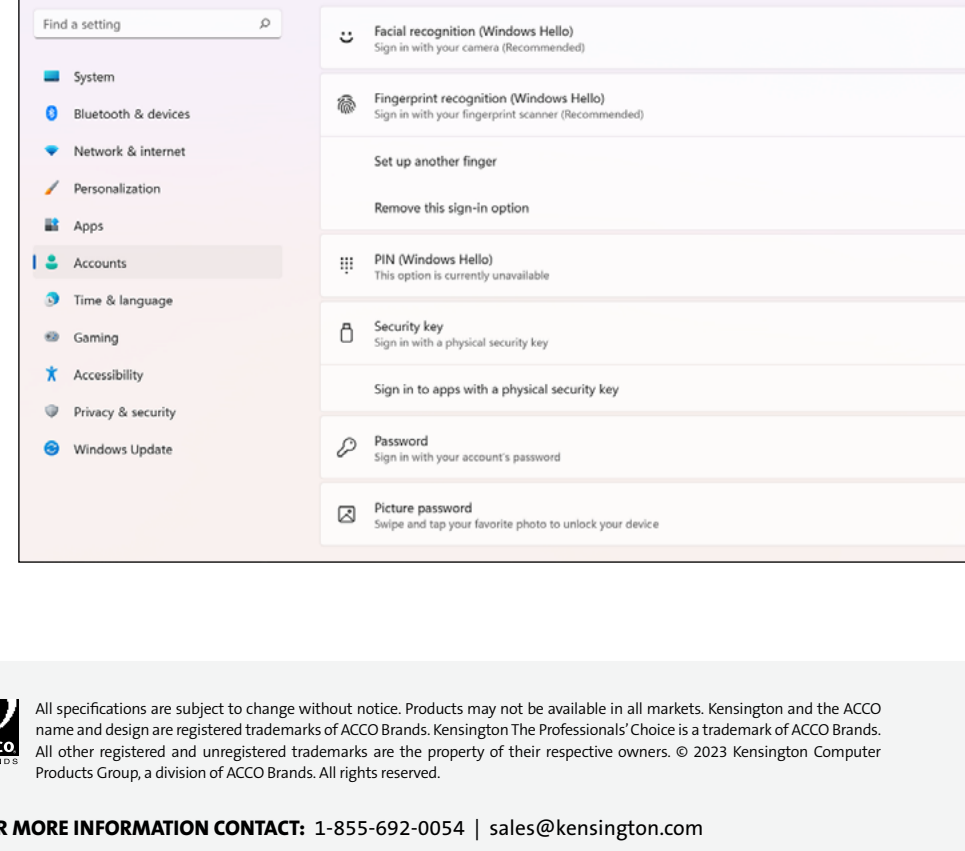 Find a setting
System
Bluetooth & devices
Network & internet
Personalization
Apps
Accounts
Time & language
Gaming
Accessibility
Privacy & security
Windows Update
Facial recognition (Windows Hello)
Sign in with your camera (Recommended)
Fingerprint recognition (Windows Hello)
Sign in with your fingerprint scanner (Recommended)
Set up another finger
Remove this sign-in option
PIN (Windows Hello)
This option is currently unavailable
Security key
Sign in with a physical security key
Sign in to apps with a physical security key
Password
Sign in with your account's password
Picture password
Swipe and tap your favorite photo to unlock your device
All specifications are subject to change without notice. Products may not be available in all markets. Kensington and the ACCO
name and design are registered trademarks of ACCO Brands. Kensington The Professionals’ Choice is a trademark of ACCO Brands.
All other registered and unregistered trademarks are the property of their respective owners. © 2023 Kensington Computer
Products Group, a division of ACCO Brands. All rights reserved.
R MORE INFORMATION CONTACT: 1-855-692-0054 | sales@kensington.com